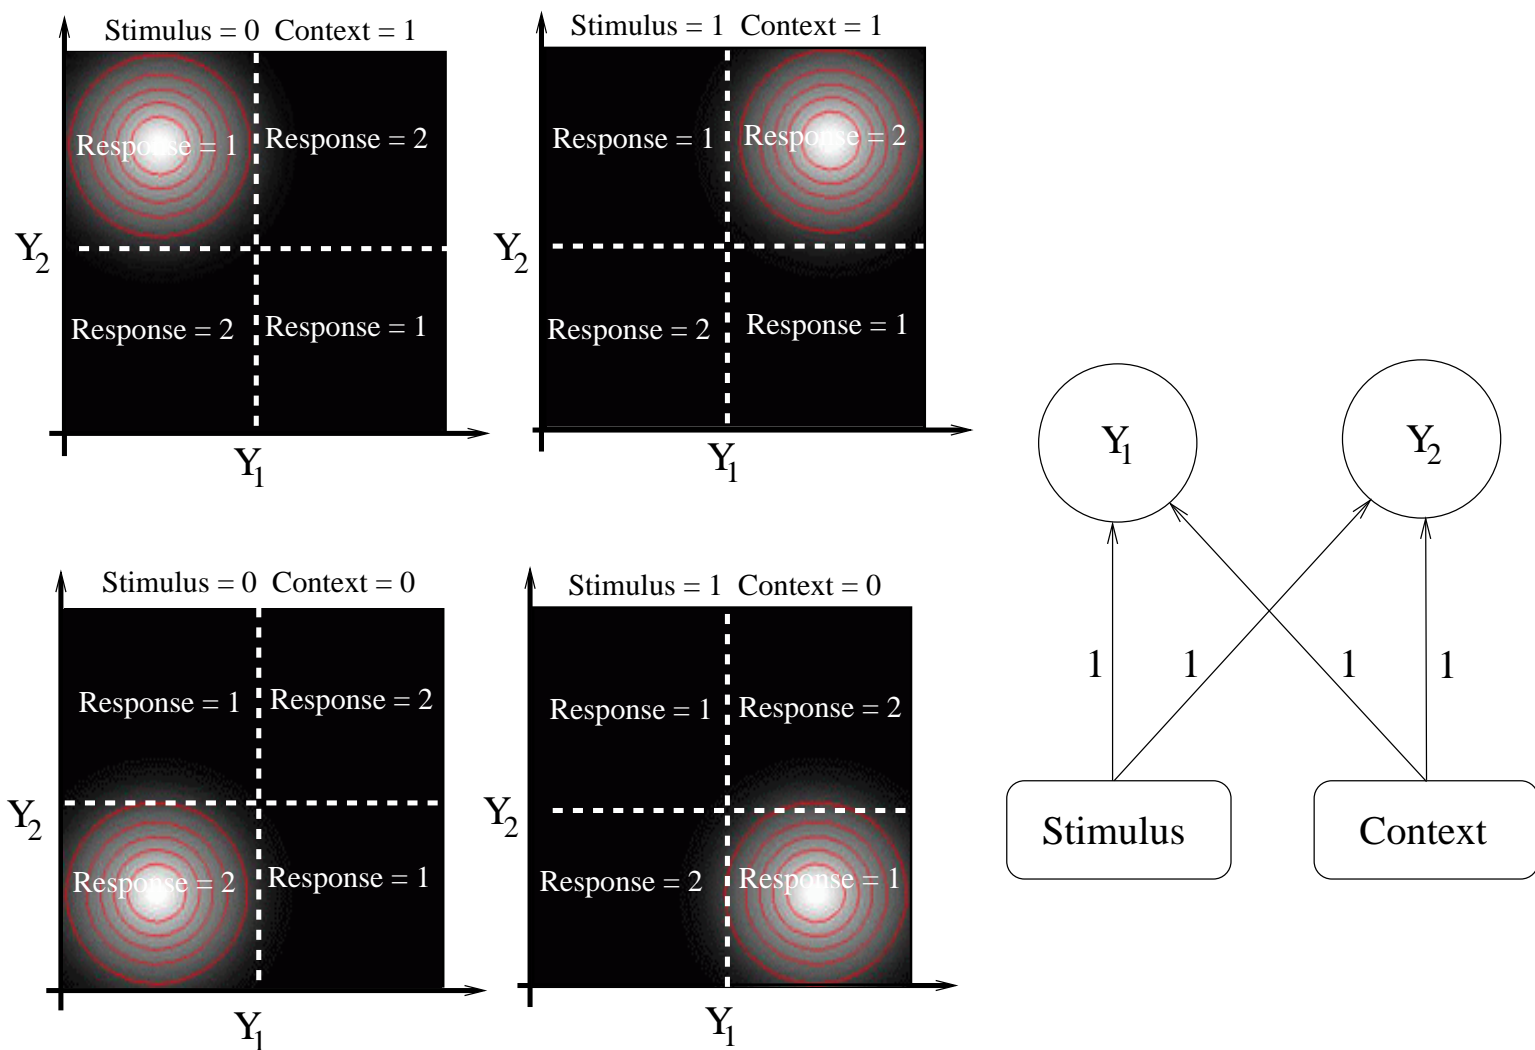 Stimulus = 0 Context = 1
Response = 1
Response = 2
Response = 2
Response = 1
Y2
Y1
Stimulus = 1 Context = 1
Response = 1
Response = 2
Response = 2
Response = 1
Y2
Y1
Stimulus = 0 Context = 0
Response = 1
Response = 2
Response = 2
Response = 1
Y2
Y1
Stimulus = 1 Context = 0
Response = 1
Response = 2
Response = 2
Response = 1
Y2
Y1
Y1
Y2
1
1
1
1
Stimulus
Context